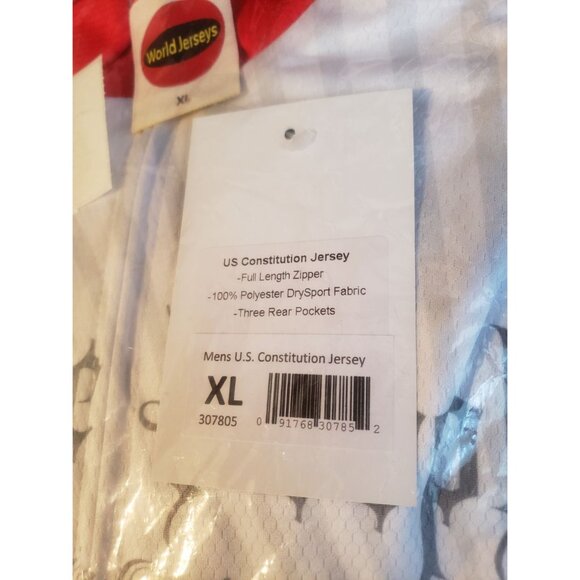 World Jerseys
XL
US Constitution Jersey
-Full Length Zipper
-100% Polyester DrySport Fabric
-Three Rear Pockets
Mens U.S. Constitution Jersey
XL
307805
0 91768 30785 2